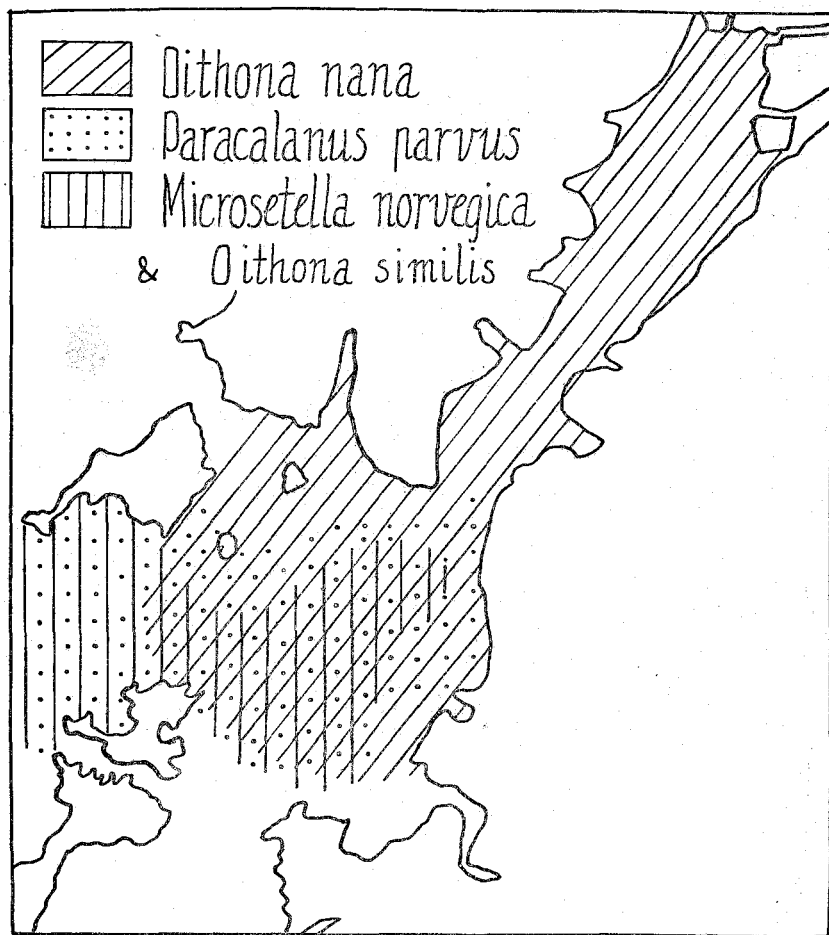 Oithona nana
Paracalanus parvus
Microsetella norvegica
& Oithona similis